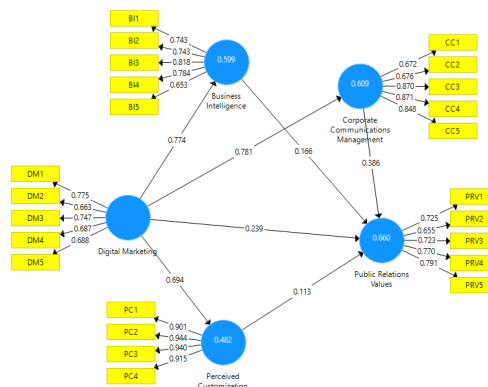 BI1
BI2
BI3
BI4
BI5
0.743
0.743
0.818
0.784
0.653
0.599
Business
Intelligence
CC1
CC2
CC3
CC4
CC5
0.672
0.676
0.870
0.871
0.848
0.609
Corporate
Communications
Management
0.774
0.781
0.166
0.386
DM1
DM2
DM3
DM4
DM5
0.775
0.663
0.747
0.687
0.688
Digital Marketing
0.239
0.694
0.113
PRV1
PRV2
PRV3
PRV4
PRV5
0.725
0.655
0.723
0.770
0.791
0.660
Public Relations
Values
PC1
PC2
PC3
PC4
0.901
0.944
0.940
0.915
0.482
Perceived
Customization